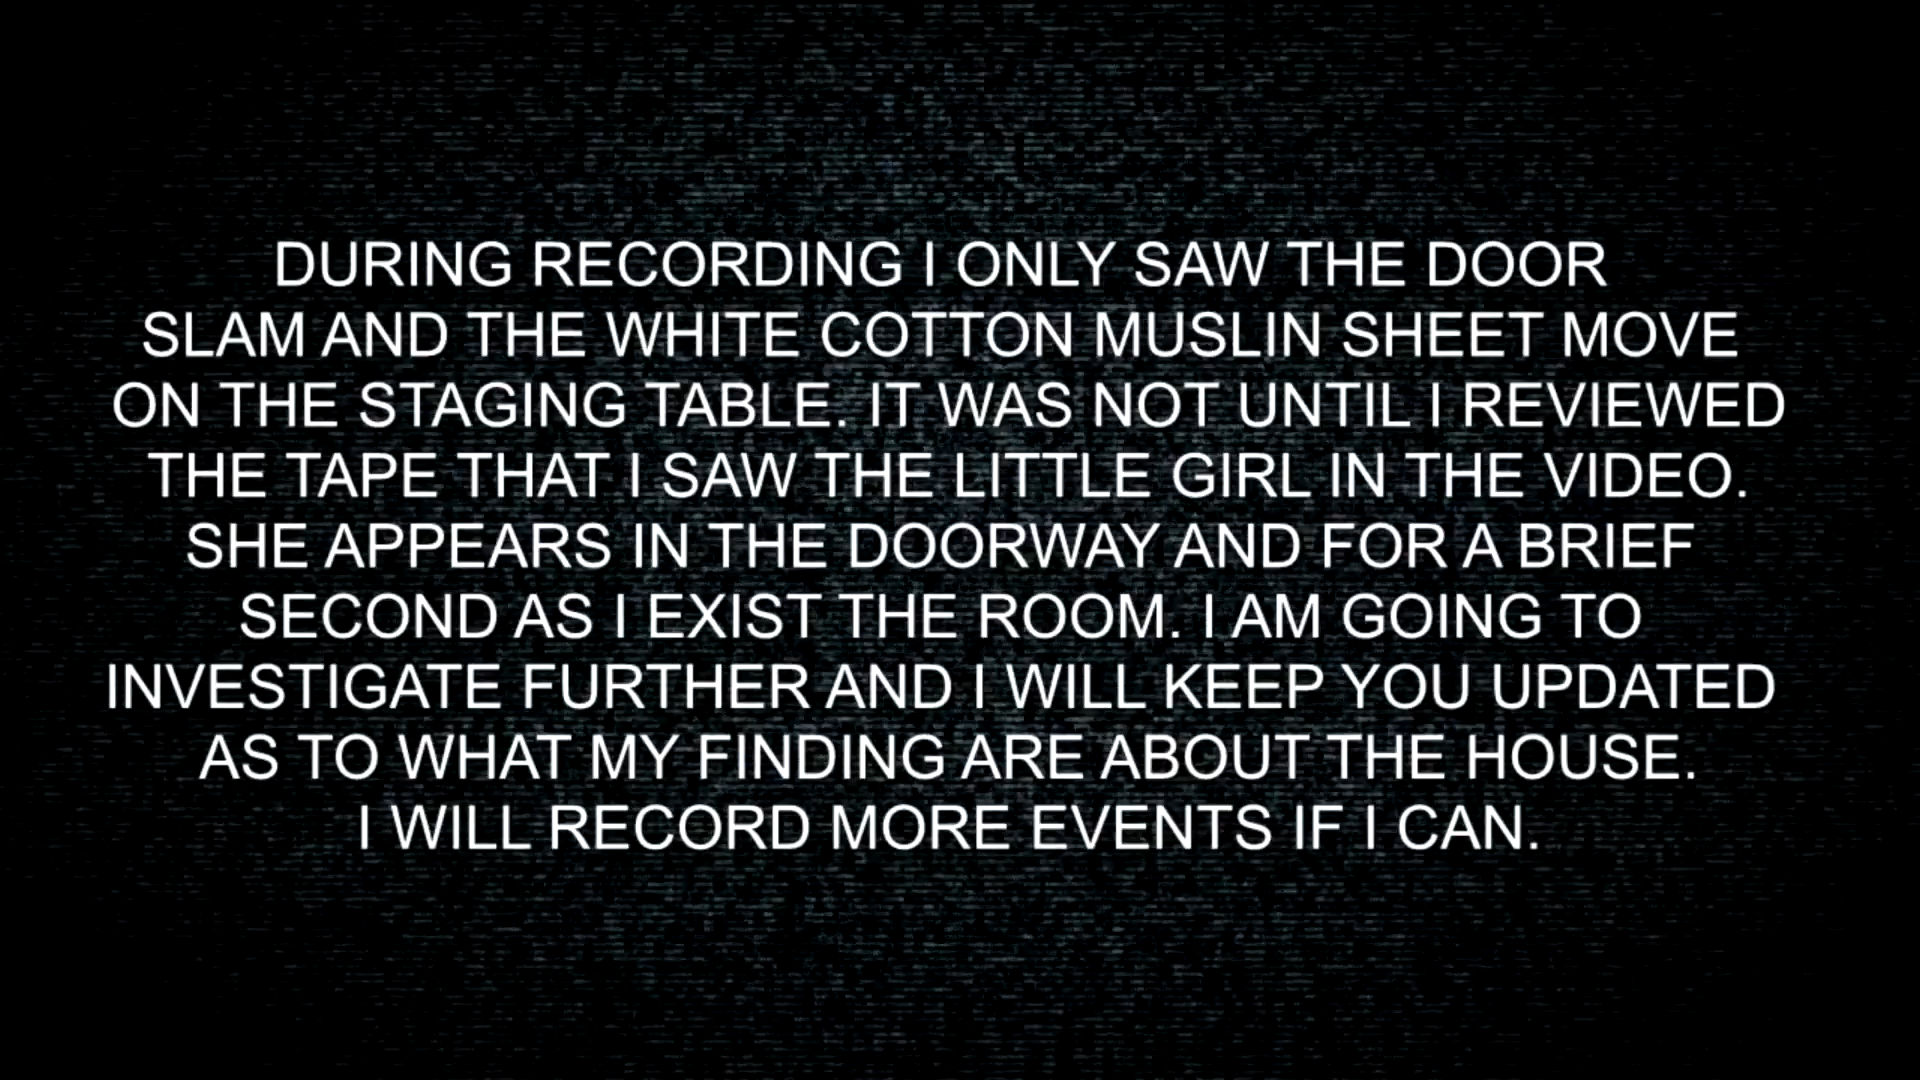 DURING RECORDING I ONLY SAW THE DOOR
SLAM AND THE WHITE COTTON MUSLIN SHEET MOVE
ON THE STAGING TABLE. IT WAS NOT UNTIL I REVIEWED
THE TAPE THAT I SAW THE LITTLE GIRL IN THE VIDEO.
SHE APPEARS IN THE DOORWAY AND FOR A BRIEF
SECOND AS I EXIST THE ROOM. I AM GOING TO
INVESTIGATE FURTHER AND I WILL KEEP YOU UPDATED
AS TO WHAT MY FINDING ARE ABOUT THE HOUSE.
I WILL RECORD MORE EVENTS IF I CAN.